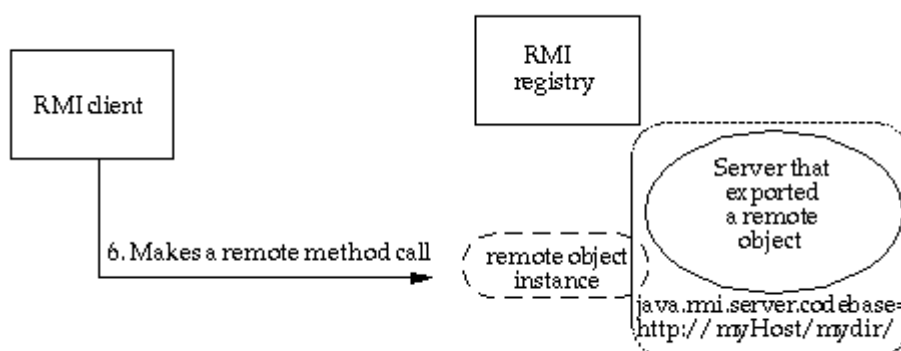 RMI client
RMI
registry
Server that
exported
a remote
object
6. Makes a remote method call
remote object
instance
java.rmi.server.codebase=
http://myHost/mydir/